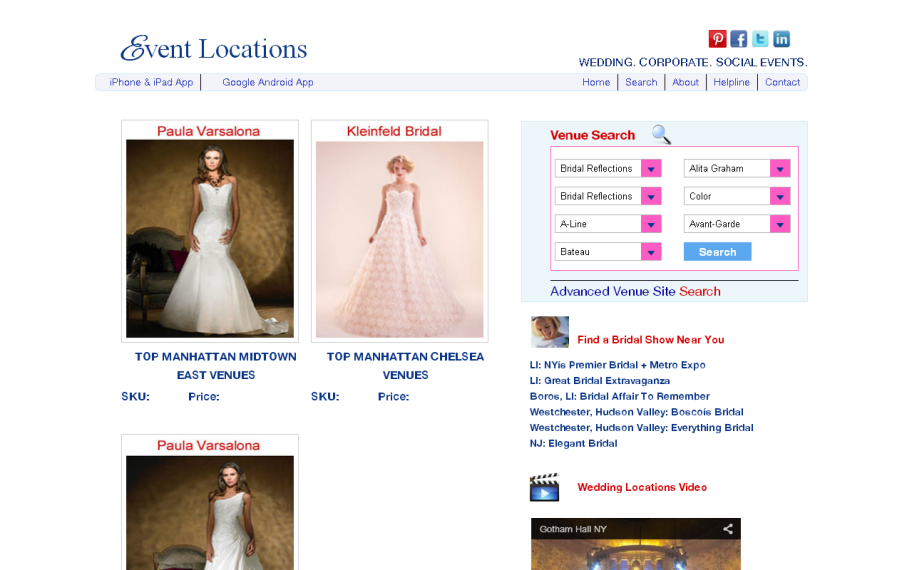 Event Locations
WEDDING. CORPORATE. SOCIAL EVENTS.
iPhone & iPad App
Google Android App
Home
Search
About
Helpline
Contact
Paula Varsalona
TOP MANHATTAN MIDTOWN
EAST VENUES
SKU:
Price:
Kleinfeld Bridal
TOP MANHATTAN CHELSEA
VENUES
SKU:
Price:
Paula Varsalona
Venue Search
Bridal Reflections
Alita Graham
Bridal Reflections
Color
A-Line
Avant-Garde
Bateau
Search
Advanced Venue Site Search
Find a Bridal Show Near You
LI: NYis Premier Bridal + Metro Expo
LI: Great Bridal Extravaganza
Boros, LI: Bridal Affair To Remember
Westchester, Hudson Valley: Boscois Bridal
Westchester, Hudson Valley: Everything Bridal
NJ: Elegant Bridal
Wedding Locations Video
Gotham Hall NY